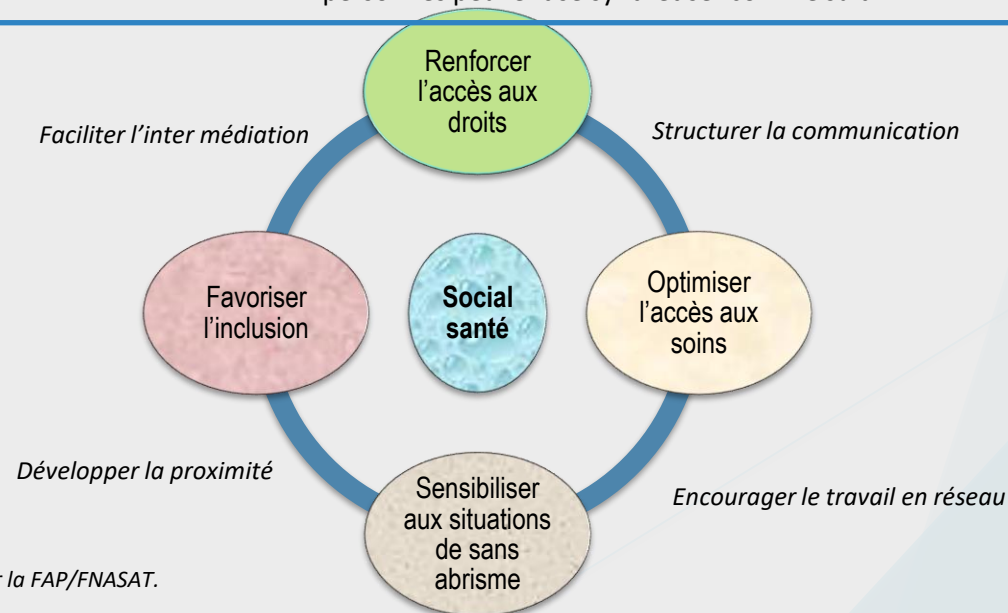 Renforcer
l'accès aux
droits
Faciliter l'inter médiation
Structurer la communication
Favoriser
l'inclusion
Social
santé
Optimiser
l'accès aux
soins
Développer la proximité
Sensibiliser
aux situations
de sans
abrisme
Encourager le travail en réseau
la FAP/FNASAT.